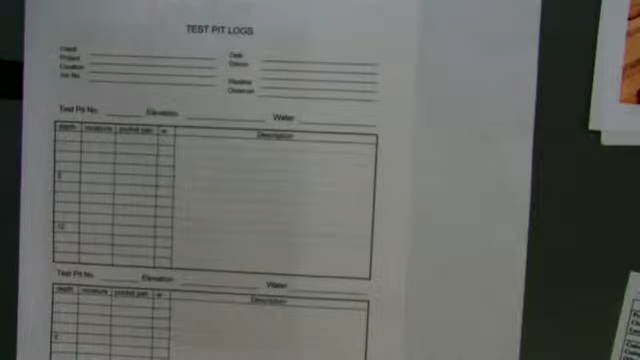 TEST PIT LOGS
Client
Project
Location
Job No.
Date
Weather
Observer
Test Pit No. Elevation Water
depth moisture pocket pen. w Description
5
10
Test Pit No. Elevation Water
depth moisture pocket pen. w Description
5